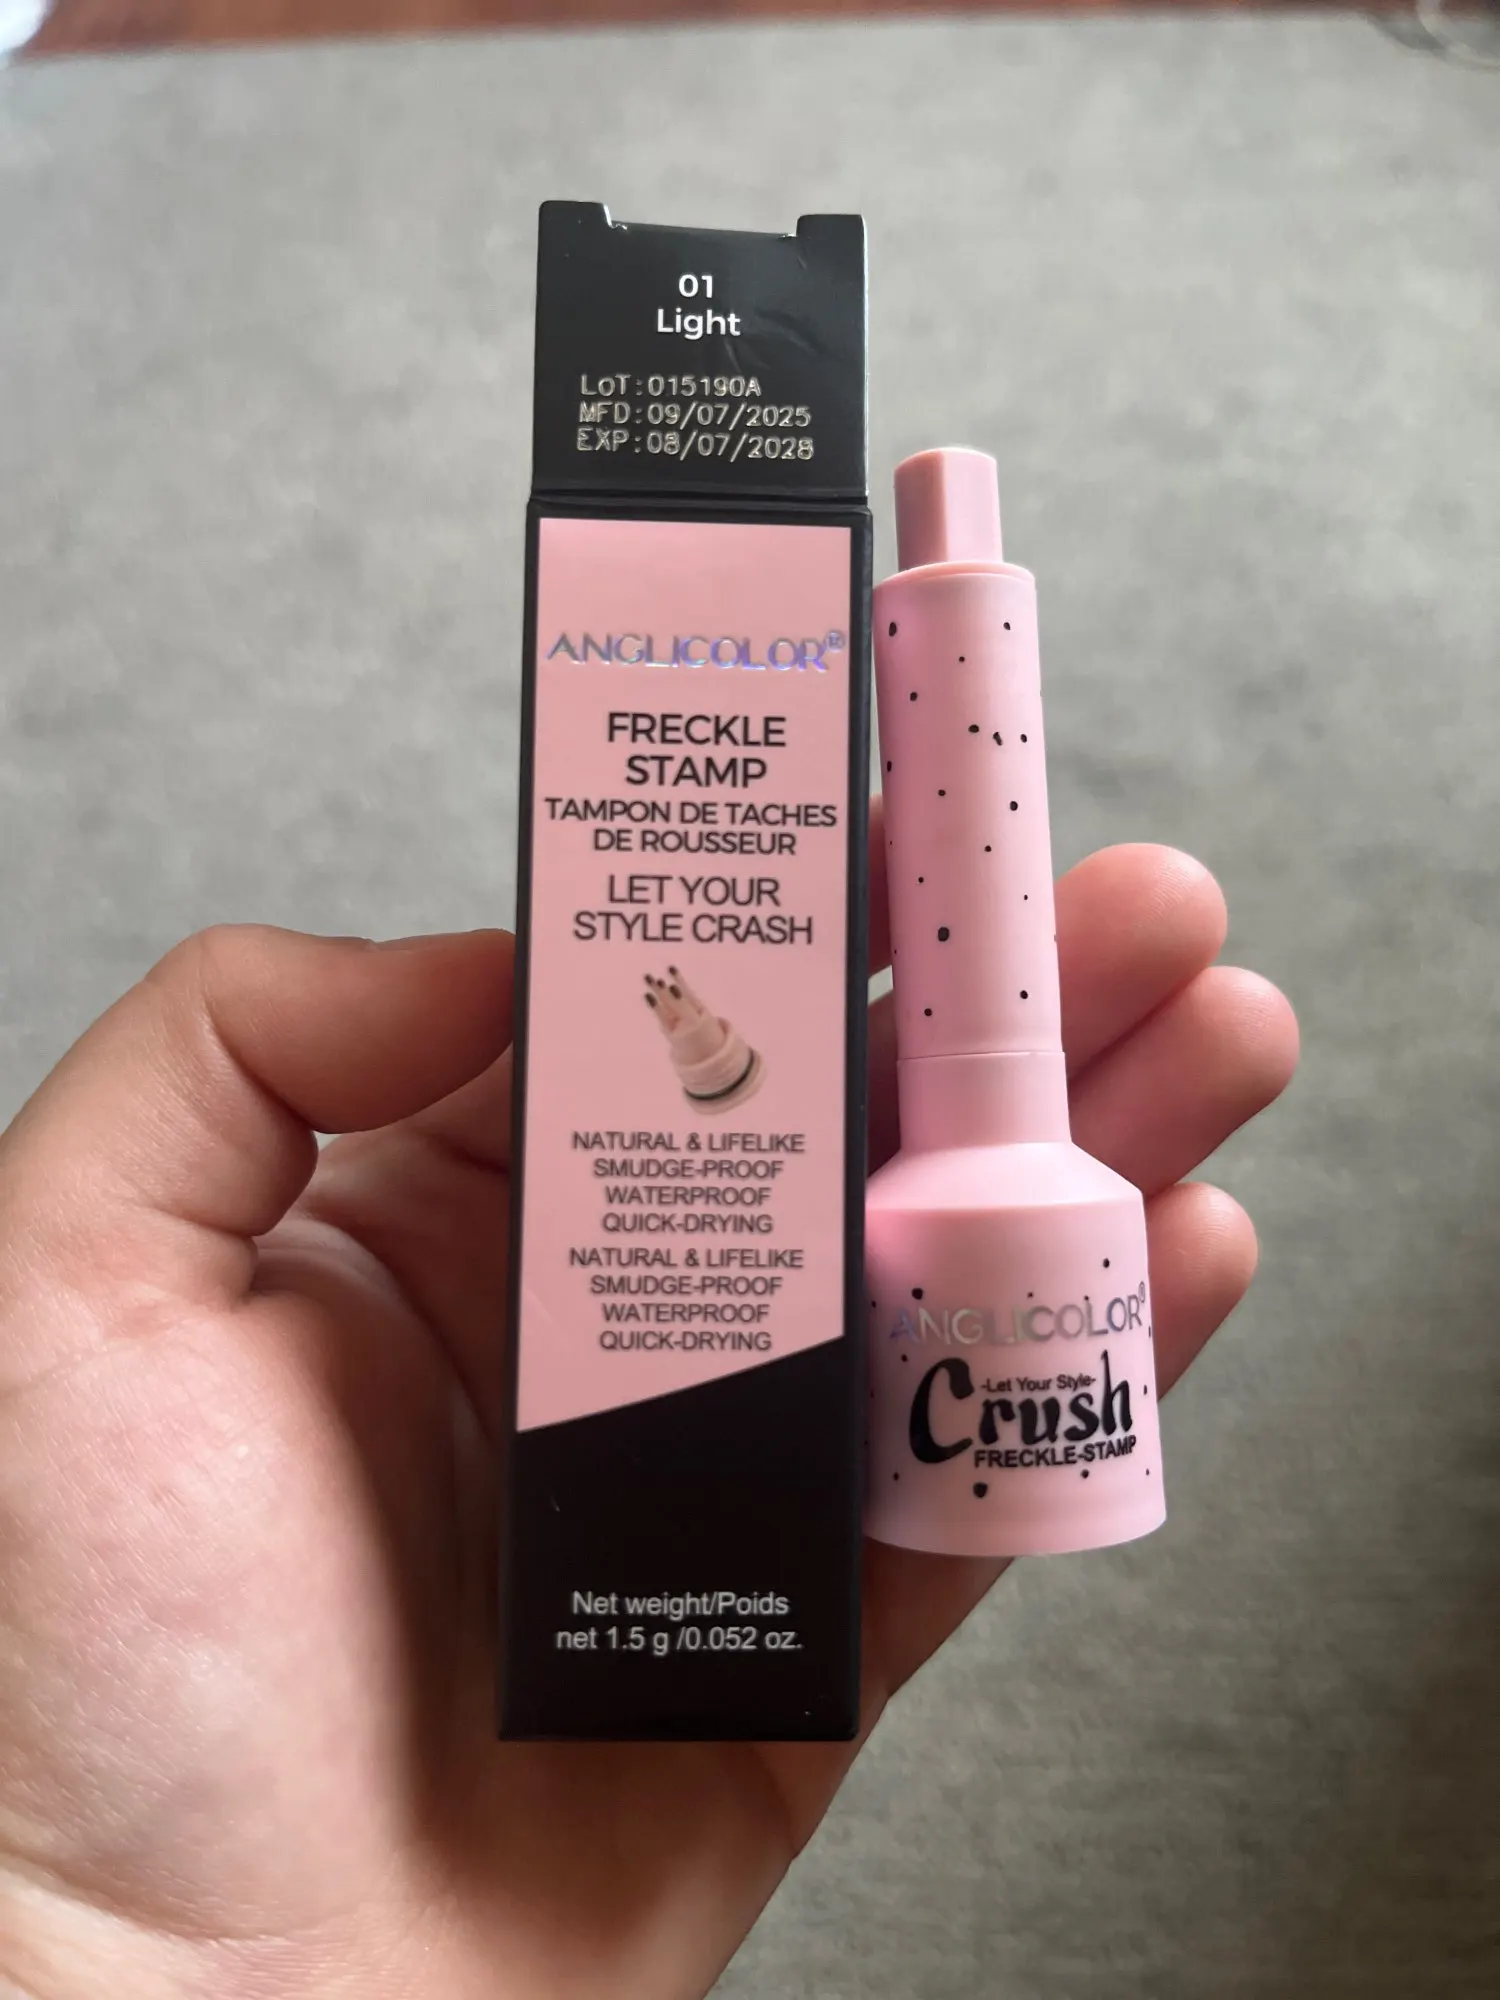 01
Light
LOT:015190A
MFD:09/07/2025
EXP:08/07/2028
ANGLICOLOR®
FRECKLE
STAMP
TAMPON DE TACHES
DE ROUSSEUR
LET YOUR
STYLE CRASH
NATURAL & LIFELIKE
SMUDGE-PROOF
WATERPROOF
QUICK-DRYING
NATURAL & LIFELIKE
SMUDGE-PROOF
WATERPROOF
QUICK-DRYING
Net weight/Poids
net 1.5 g /0.052 oz.
ANGLICOLOR®
-Let Your Style-
Crush
FRECKLE-STAMP